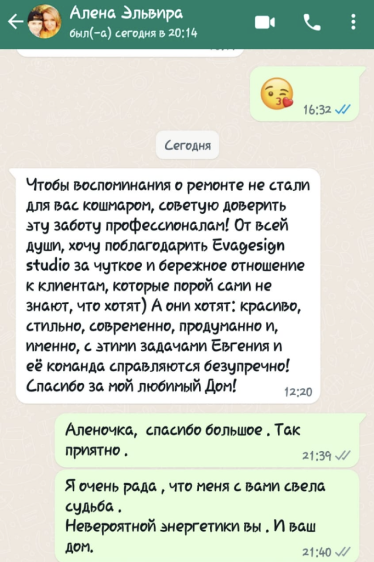 Алена Эльвира
был(-а) сегодня в 20:14
16:32
Сегодня
Чтобы воспоминания о ремонте не стали
для вас кошмаром, советую доверить
эту заботу профессионалам! От всей
души, хочу поблагодарить Evagesign
studio за чуткое и бережное отношение
к клиентам, которые порой сами не
знают, что хотят) А они хотят: красиво,
стильно, современно, продуманно и,
именно, с этими задачами Евгения и
её команда справляются безупречно!
Спасибо за мой любимый Дом!
12:20
Аленочка, спасибо большое . Так
приятно .
21:39
Я очень рада , что меня с вами свела
судьба .
Невероятной энергетики вы . И ваш
дом.
21:40